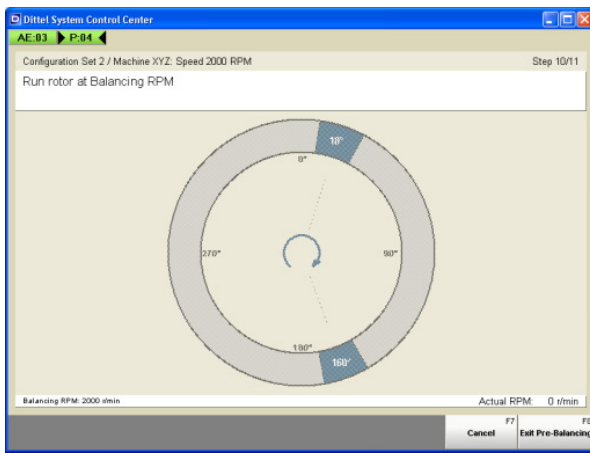 Dittel System Control Center
AE:03 P:04
Configuration Set 2 / Machine XYZ: Speed 2000 RPM Step 10/11
Run rotor at Balancing RPM
18°
0°
270° 90°
180°
160°
Balancing RPM: 2000 r/min Actual RPM: 0 r/min
F7 F8
Cancel Exit Pre-Balancing